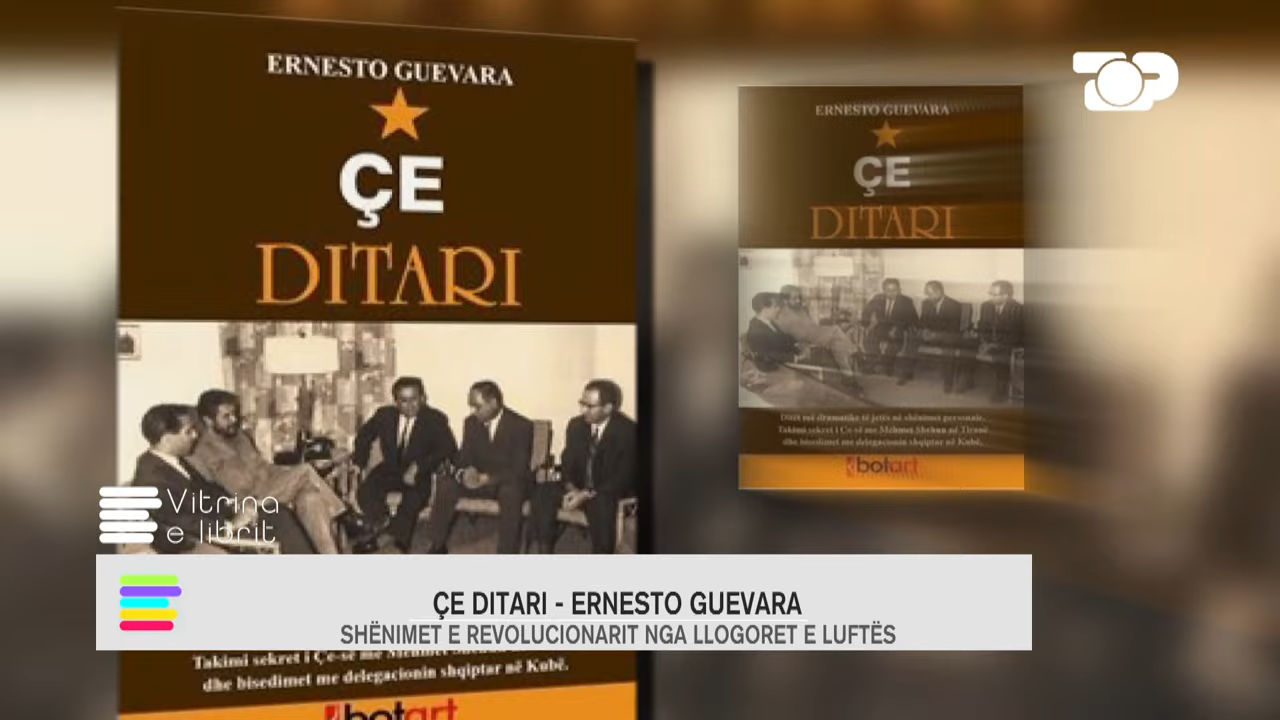 ERNESTO GUEVARA
ÇE
DITARI
TOP
ERNESTO GUEVARA
ÇE
DITARI
Ditët më dramatike të jetës në shënimet personale.
Takimi sekret i Çe-së me Mehmet Shehun në Tiranë
dhe bisedimet me delegacionin shqiptar në Kubë.
botart
Vitrina
e librit
ÇE DITARI - ERNESTO GUEVARA
SHËNIMET E REVOLUCIONARIT NGA LLOGORET E LUFTËS
Takimi sekret i Çe-së me Mehmet Shehun
dhe bisedimet me delegacionin shqiptar në Kubë.
botart